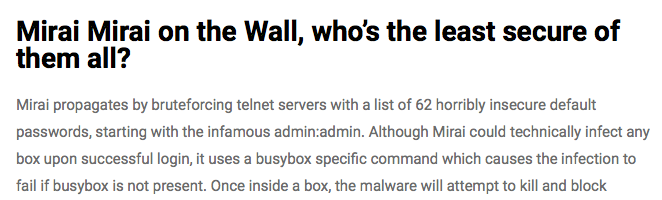 Mirai Mirai on the Wall, who’s the least secure of
them all?
Mirai propagates by bruteforcing telnet servers with a list of 62 horribly insecure default
passwords, starting with the infamous admin:admin. Although Mirai could technically infect any
box upon successful login, it uses a busybox specific command which causes the infection to
fail if busybox is not present. Once inside a box, the malware will attempt to kill and block